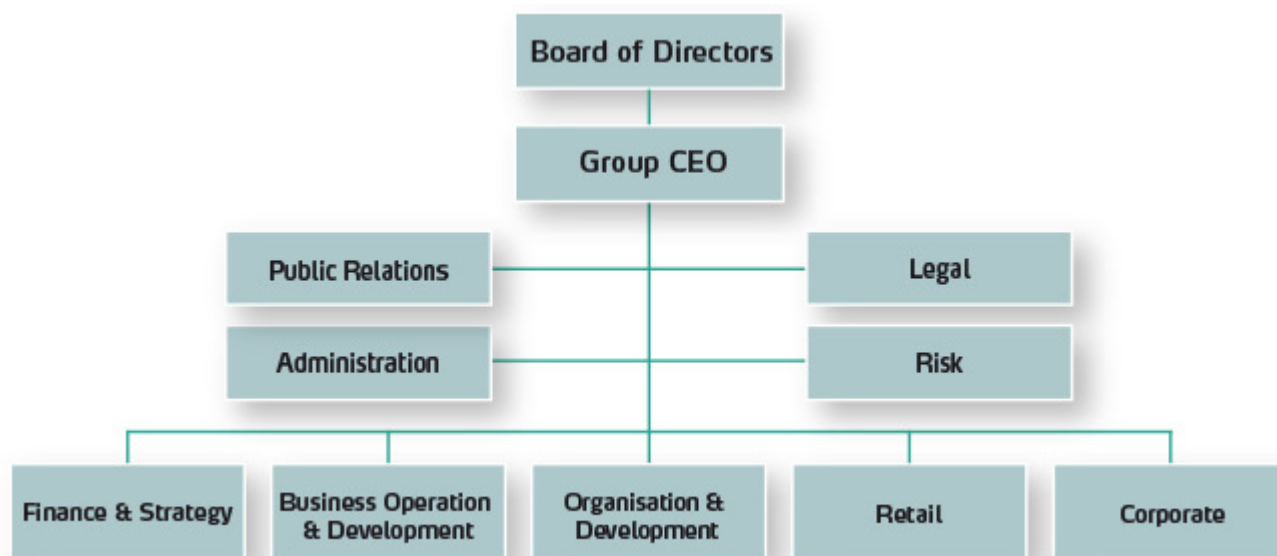 Board of Directors
Group CEO
Public Relations
Legal
Administration
Risk
Finance & Strategy
Business Operation
& Development
Organisation &
Development
Retail
Corporate